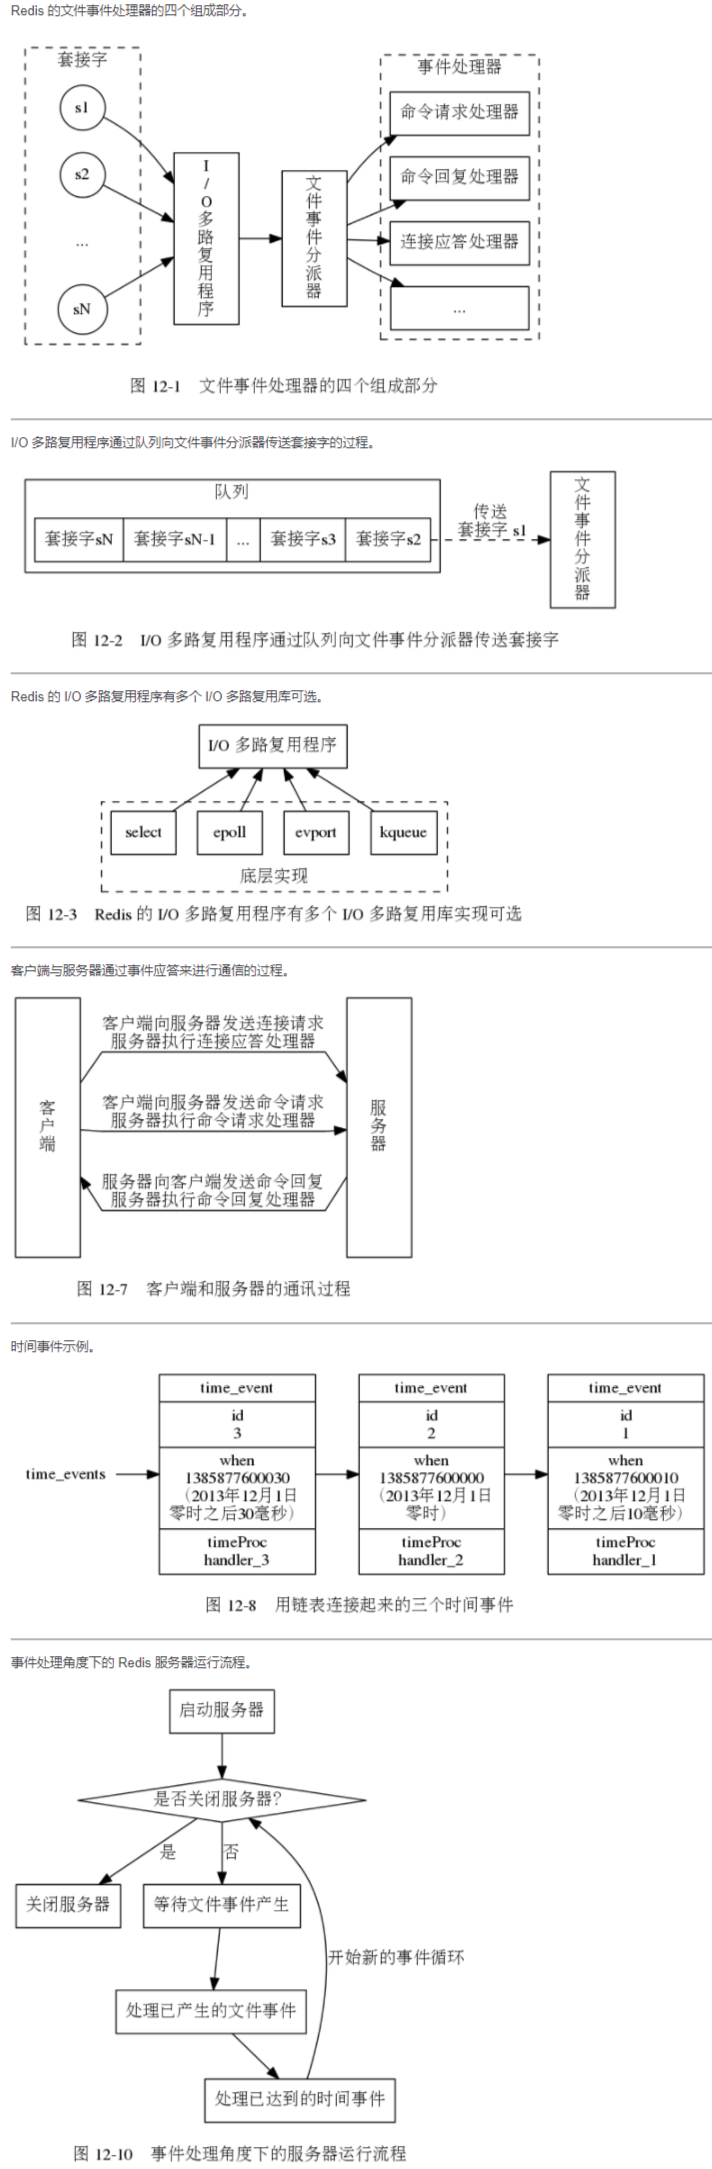 Redis 的文件事件处理器的四个组成部分。
套接字
s1
s2
...
sN
I/O多路复用程序
文件事件分派器
事件处理器
命令请求处理器
命令回复处理器
连接应答处理器
...
图 12-1 文件事件处理器的四个组成部分
I/O 多路复用程序通过队列向文件事件分派器传送套接字的过程。
队列
套接字sN
套接字sN-1
...
套接字s3
套接字s2
传送
套接字 s1
文件事件分派器
图 12-2 I/O 多路复用程序通过队列向文件事件分派器传送套接字
Redis 的 I/O 多路复用程序有多个 I/O 多路复用库可选。
I/O 多路复用程序
select
epoll
evport
kqueue
底层实现
图 12-3 Redis 的 I/O 多路复用程序有多个 I/O 多路复用库实现可选
客户端与服务器通过事件应答来进行通信的过程。
客户端
客户端向服务器发送连接请求
服务器执行连接应答处理器
客户端向服务器发送命令请求
服务器执行命令请求处理器
服务器向客户端发送命令回复
服务器执行命令回复处理器
服务器
图 12-7 客户端和服务器的通讯过程
时间事件示例。
time_events
time_event
id
3
when
1385877600030
（2013年12月1日
零时之后30毫秒）
timeProc
handler_3
time_event
id
2
when
1385877600000
（2013年12月1日
零时）
timeProc
handler_2
time_event
id
1
when
1385877600010
（2013年12月1日
零时之后10毫秒）
timeProc
handler_1
图 12-8 用链表连接起来的三个时间事件
事件处理角度下的 Redis 服务器运行流程。
启动服务器
是否关闭服务器?
是
否
关闭服务器
等待文件事件产生
开始新的事件循环
处理已产生的文件事件
处理已达到的时间事件
图 12-10 事件处理角度下的服务器运行流程